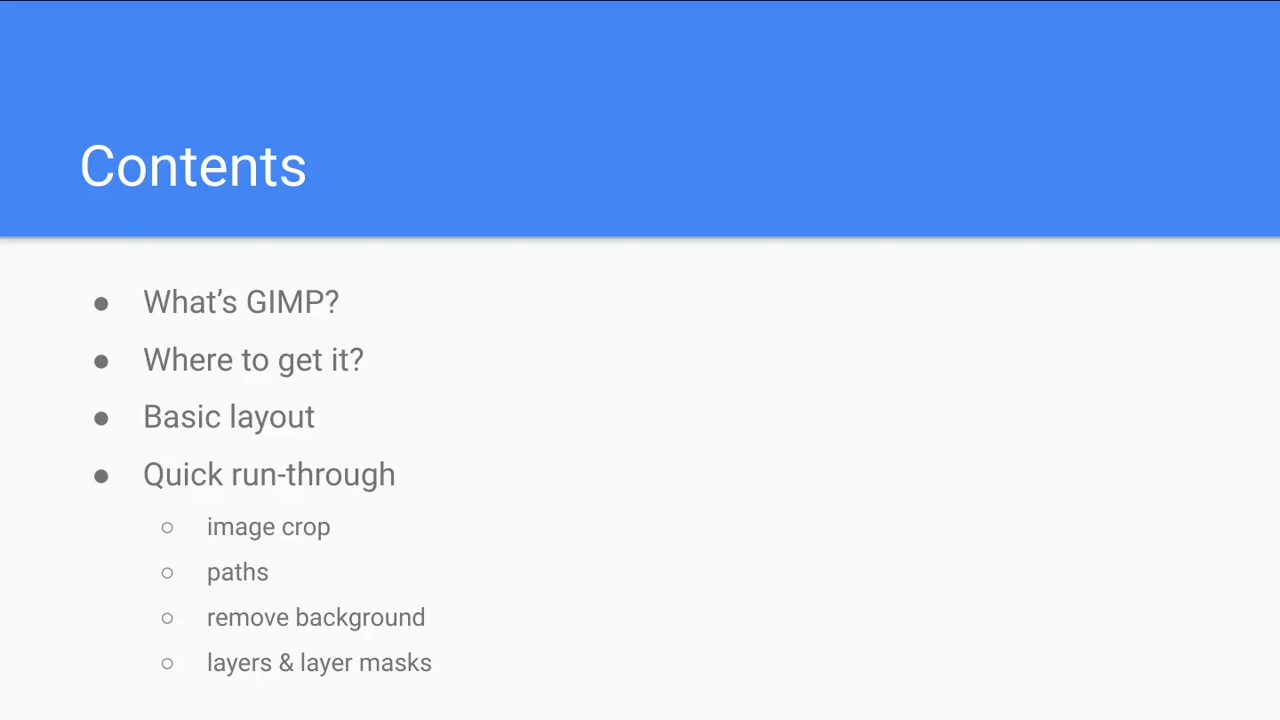 Contents
● What’s GIMP?
● Where to get it?
● Basic layout
● Quick run-through
○ image crop
○ paths
○ remove background
○ layers & layer masks